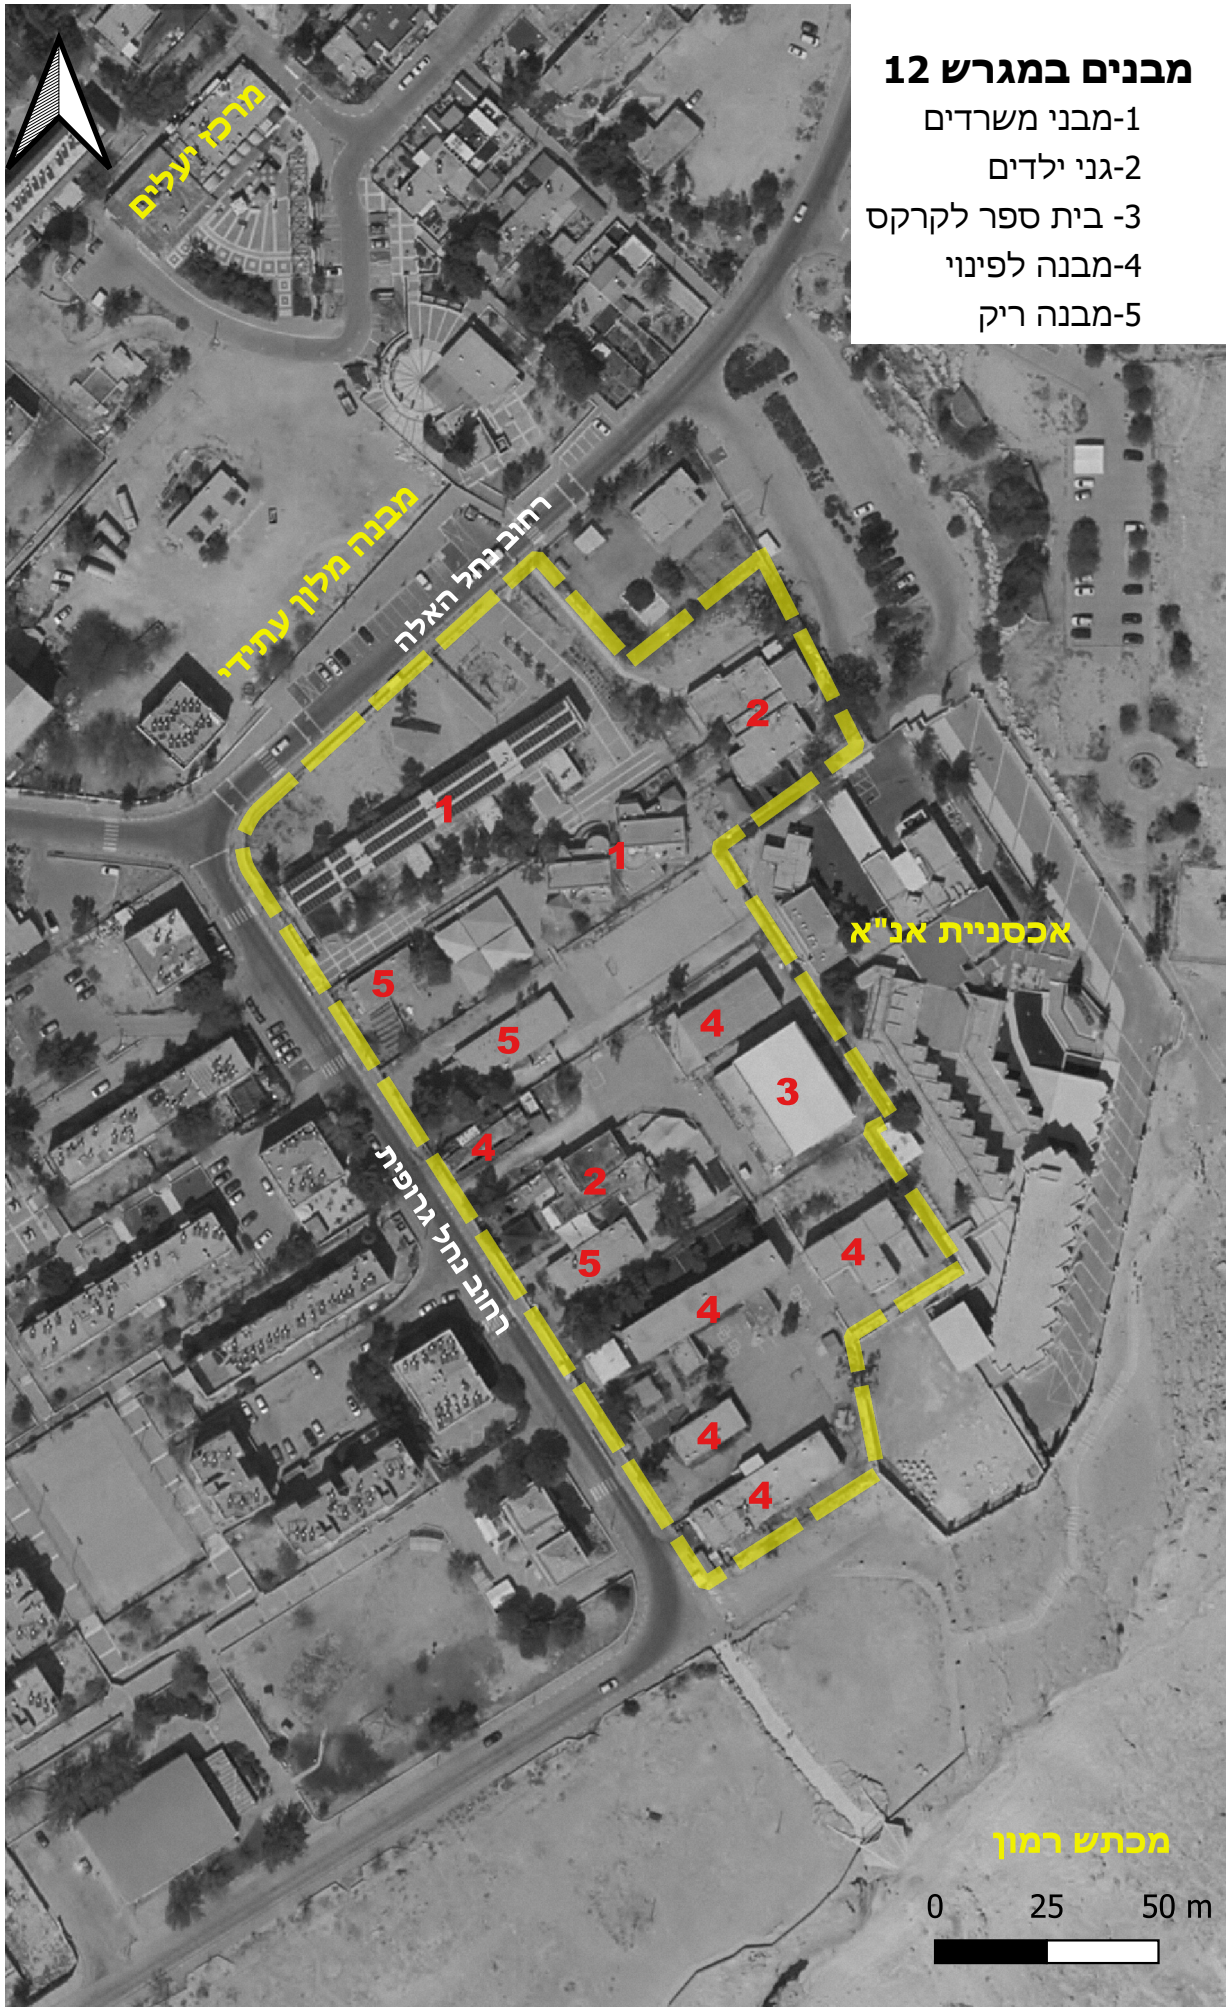 מבנים במגרש 12
1-מבני משרדים
2-גני ילדים
3- בית ספר לקרקס
4-מבנה לפינוי
5-מבנה ריק
מרכז יעלים
מבנה מלון עתידי
רחוב נחל האלה
2
1
1
אכסניית אנ"א
5
5
4
3
4
2
רחוב נחל גרופית
5
4
4
4
4
מכתש רמון
0 25 50 m